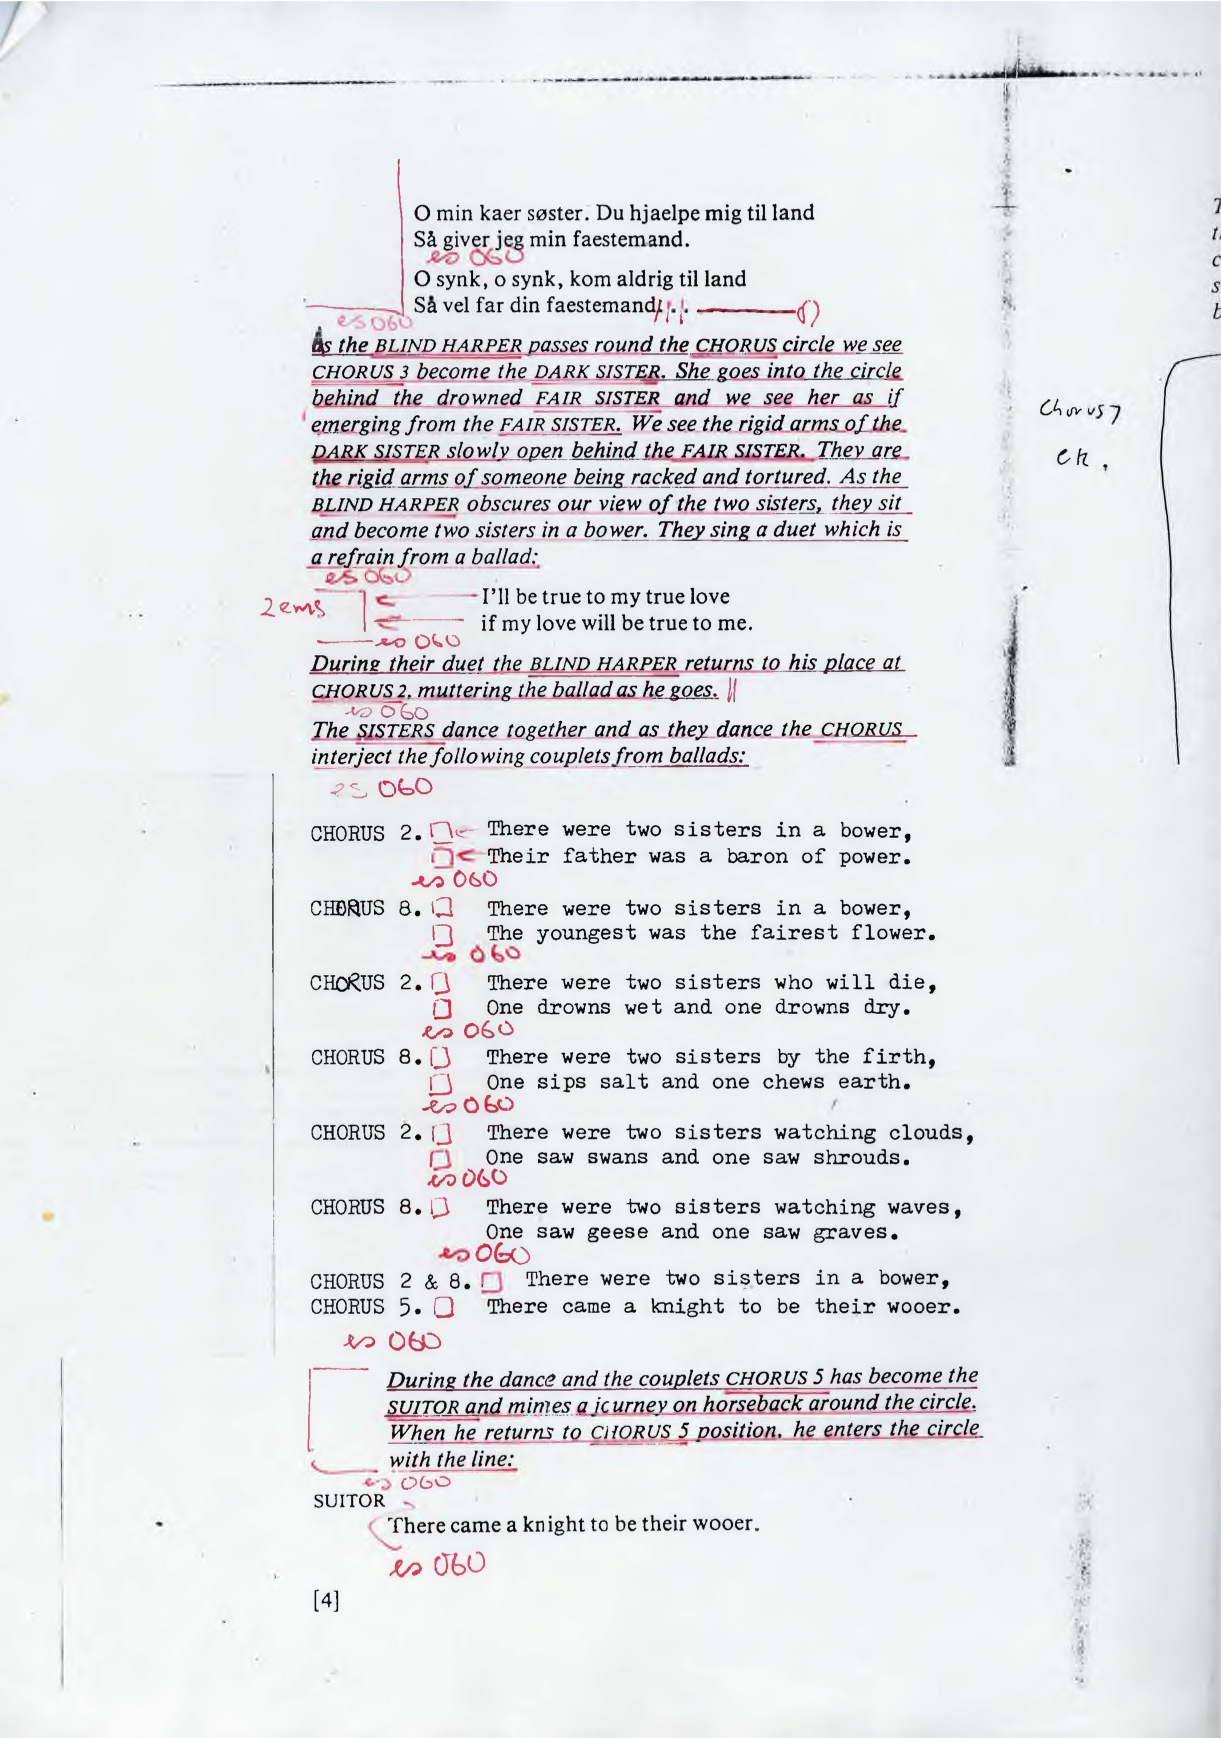 O min kaer søster. Du hjaelpe mig til land
Så giver jeg min faestemand.
es 060
O synk, o synk, kom aldrig til land
Så vel far din faestemand . . .
es 060
As the BLIND HARPER passes round the CHORUS circle we see
CHORUS 3 become the DARK SISTER. She goes into the circle
behind the drowned FAIR SISTER and we see her as if
emerging from the FAIR SISTER. We see the rigid arms of the
DARK SISTER slowly open behind the FAIR SISTER. They are
the rigid arms of someone being racked and tortured. As the
BLIND HARPER obscures our view of the two sisters, they sit
and become two sisters in a bower. They sing a duet which is
a refrain from a ballad:
es 060
2 ems
I'll be true to my true love
if my love will be true to me.
es 060
During their duet the BLIND HARPER returns to his place at
CHORUS 2, muttering the ballad as he goes.
es 060
The SISTERS dance together and as they dance the CHORUS
interject the following couplets from ballads:
es 060
CHORUS 2. There were two sisters in a bower,
Their father was a baron of power.
es 060
CHORUS 8. There were two sisters in a bower,
The youngest was the fairest flower.
es 060
CHORUS 2. There were two sisters who will die,
One drowns wet and one drowns dry.
es 060
CHORUS 8. There were two sisters by the firth,
One sips salt and one chews earth.
es 060
CHORUS 2. There were two sisters watching clouds,
One saw swans and one saw shrouds.
es 060
CHORUS 8. There were two sisters watching waves,
One saw geese and one saw graves.
es 060
CHORUS 2 & 8. There were two sisters in a bower,
CHORUS 5. There came a knight to be their wooer.
es 060
During the dance and the couplets CHORUS 5 has become the
SUITOR and mimes a journey on horseback around the circle.
When he returns to CHORUS 5 position, he enters the circle
with the line:
es 060
SUITOR
There came a knight to be their wooer.
es 060
[4]
Chorus 7